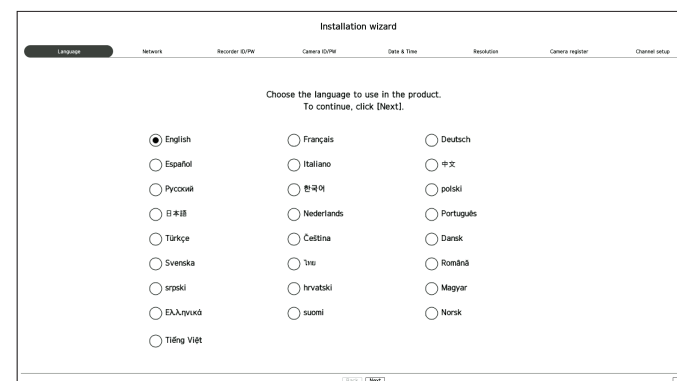 Installation wizard
Language Network Recorder ID/PW Camera ID/PW Date & Time Resolution Camera register Channel setup
Choose the language to use in the product.
To continue, click [Next].
English Français Deutsch
Español Italiano 中文
Русский 한국어 polski
日本語 Nederlands Português
Türkçe Čeština Dansk
Svenska ไทย Română
srpski hrvatski Magyar
Ελληνικά suomi Norsk
Tiếng Việt
Back Next